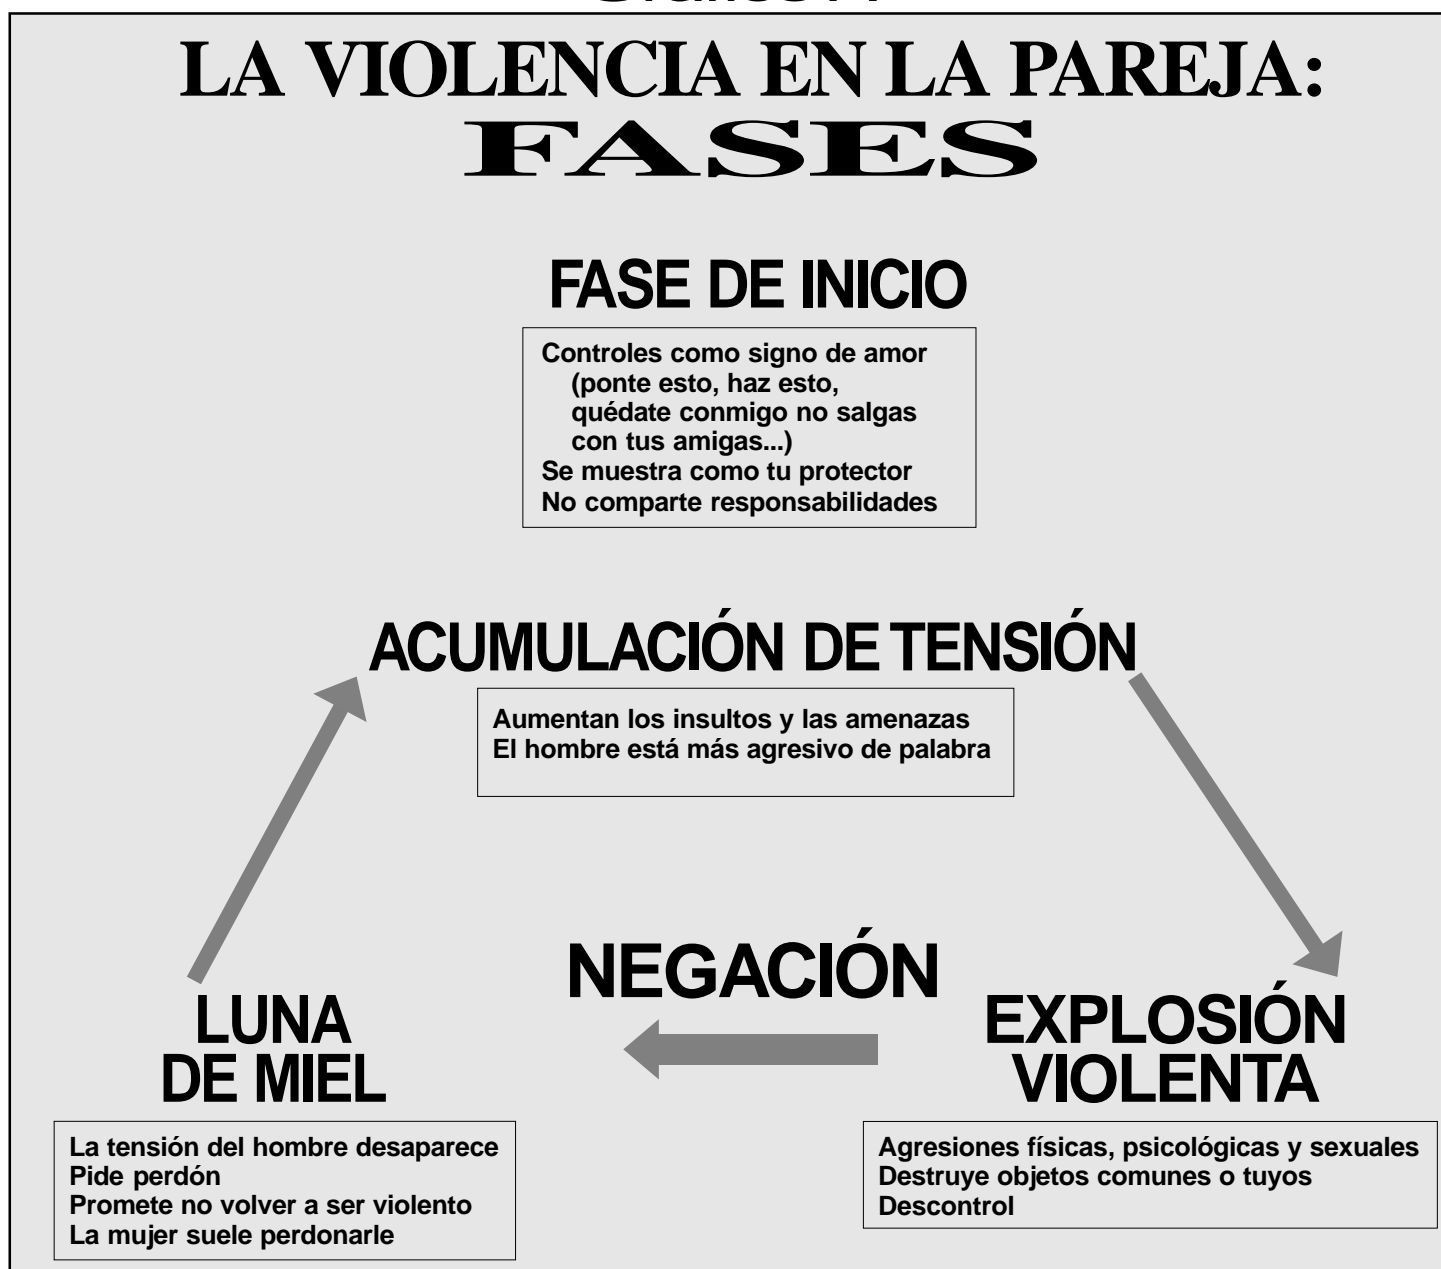 LA VIOLENCIA EN LA PAREJA:
FASES
FASE DE INICIO
Controles como signo de amor
(ponte esto, haz esto,
quédate conmigo no salgas
con tus amigas...)
Se muestra como tu protector
No comparte responsabilidades
ACUMULACIÓN DE TENSIÓN
Aumentan los insultos y las amenazas
El hombre está más agresivo de palabra
NEGACIÓN
EXPLOSIÓN
VIOLENTA
Agresiones físicas, psicológicas y sexuales
Destruye objetos comunes o tuyos
Descontrol
LUNA
DE MIEL
La tensión del hombre desaparece
Pide perdón
Promete no volver a ser violento
La mujer suele perdonarle